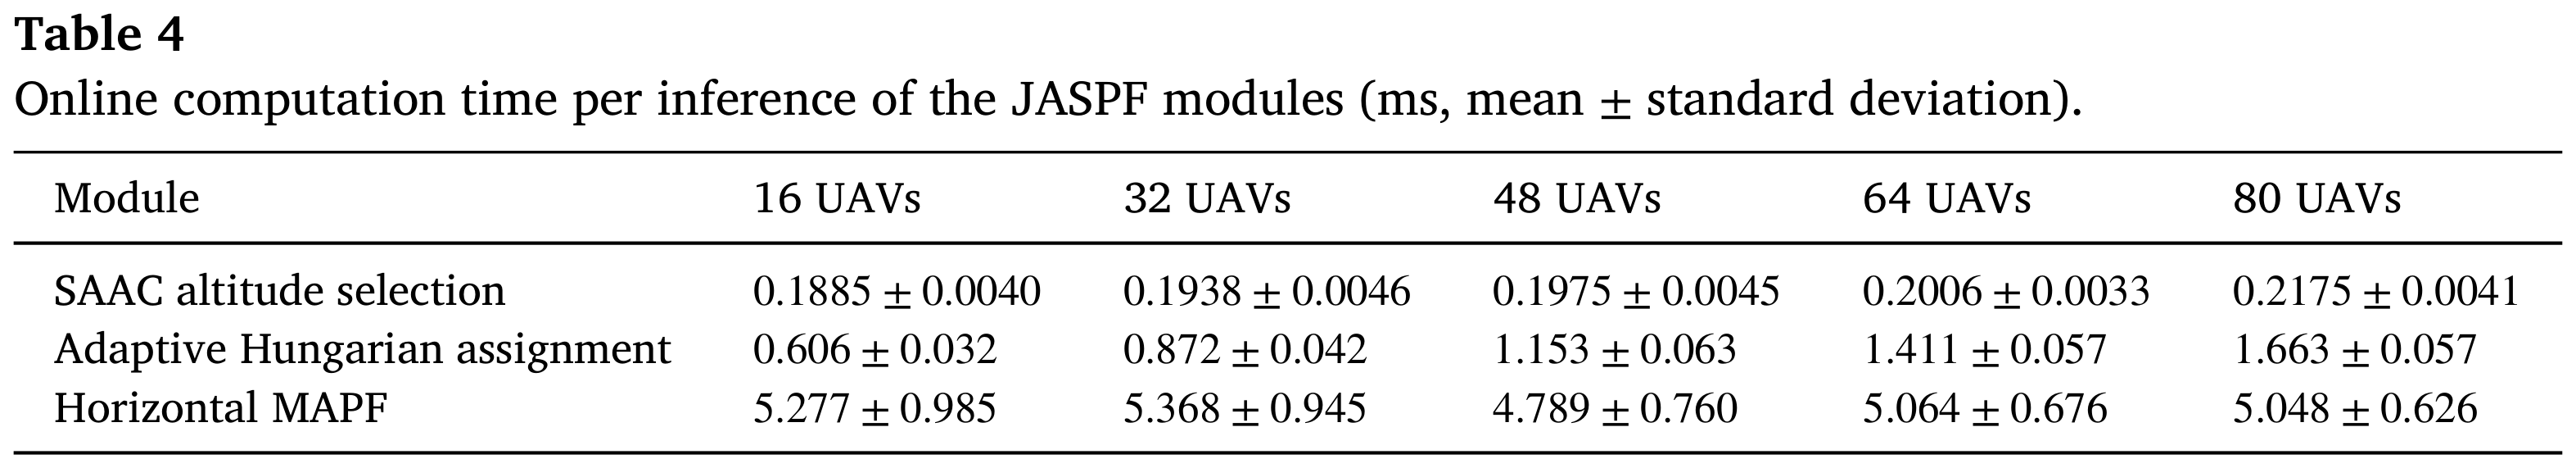 Table 4
Online computation time per inference of the JASPF modules (ms, mean ± standard deviation).
Module 16 UAVs 32 UAVs 48 UAVs 64 UAVs 80 UAVs
SAAC altitude selection 0.1885 ± 0.0040 0.1938 ± 0.0046 0.1975 ± 0.0045 0.2006 ± 0.0033 0.2175 ± 0.0041
Adaptive Hungarian assignment 0.606 ± 0.032 0.872 ± 0.042 1.153 ± 0.063 1.411 ± 0.057 1.663 ± 0.057
Horizontal MAPF 5.277 ± 0.985 5.368 ± 0.945 4.789 ± 0.760 5.064 ± 0.676 5.048 ± 0.626